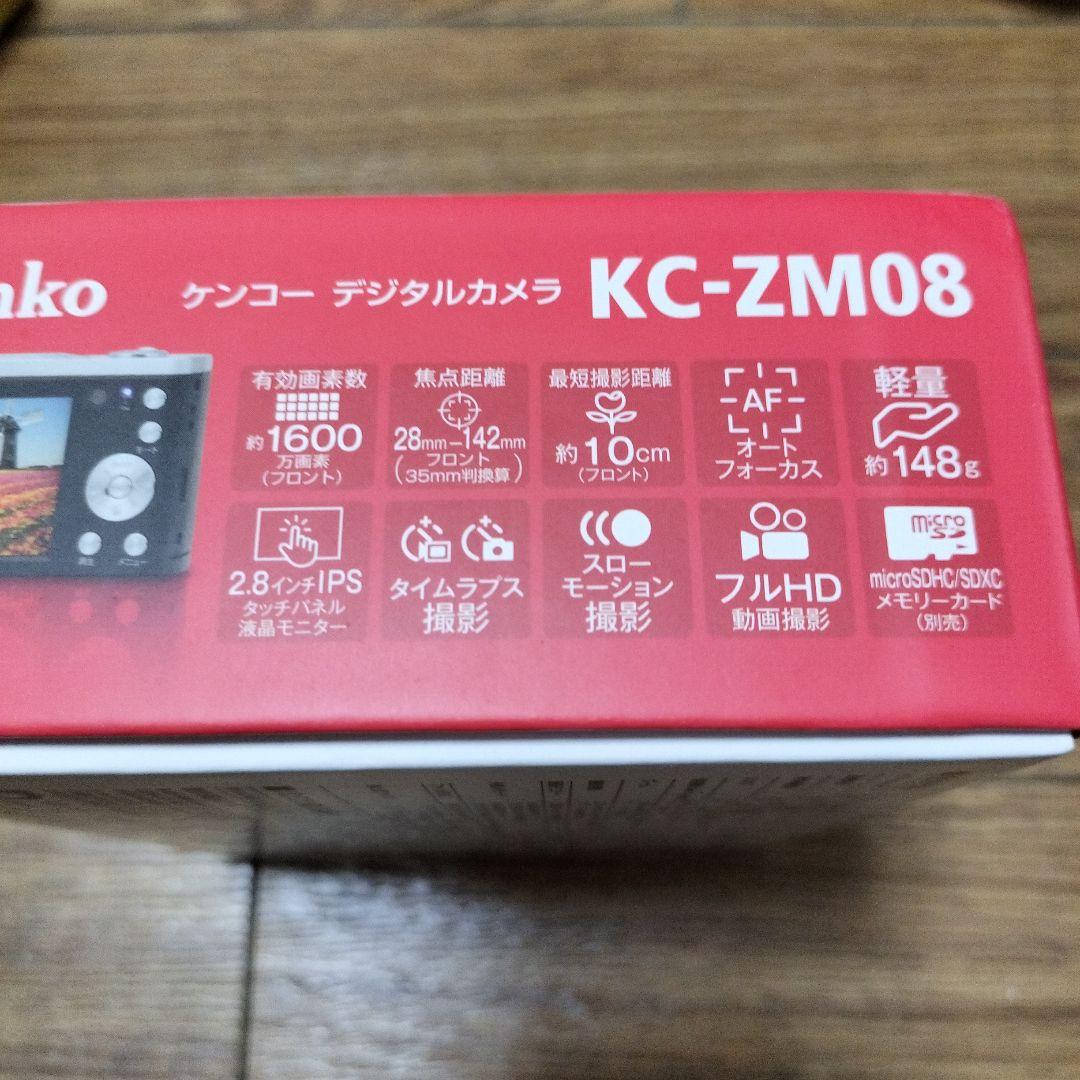 nko
ケンコー デジタルカメラ KC-ZM08
有効画素数
約1600
万画素
(フロント)
焦点距離
28mm–142mm
フロント
(35mm判換算)
最短撮影距離
約10cm
(フロント)
AF
オート
フォーカス
軽量
約148g
2.8インチIPS
タッチパネル
液晶モニター
タイムラプス
撮影
スロー
モーション
撮影
フルHD
動画撮影
micro
SD
microSDHC/SDXC
メモリーカード
(別売)